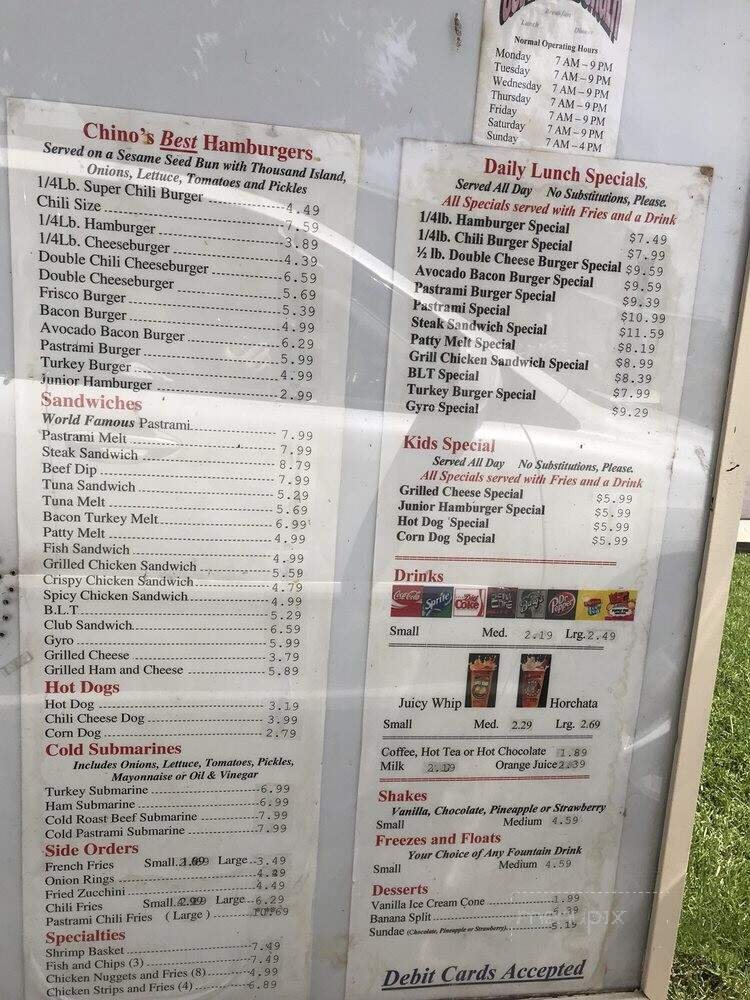 Breakfast
Lunch Dinner
Normal Operating Hours
Monday 7 AM – 9 PM
Tuesday 7 AM – 9 PM
Wednesday 7 AM – 9 PM
Thursday 7 AM – 9 PM
Friday 7 AM – 9 PM
Saturday 7 AM – 9 PM
Sunday 7 AM – 4 PM
Chino's Best Hamburgers
Served on a Sesame Seed Bun with Thousand Island,
Onions, Lettuce, Tomatoes and Pickles
1/4Lb. Super Chili Burger 4.49
Chili Size 7.59
1/4Lb. Hamburger 3.89
1/4Lb. Cheeseburger 4.39
Double Chili Cheeseburger 6.59
Double Cheeseburger 5.69
Frisco Burger 5.39
Bacon Burger 4.99
Avocado Bacon Burger 6.29
Pastrami Burger 5.99
Turkey Burger 4.99
Junior Hamburger 2.99
Sandwiches
World Famous Pastrami 7.99
Pastrami Melt 7.99
Steak Sandwich 8.79
Beef Dip 7.99
Tuna Sandwich 5.29
Tuna Melt 5.69
Bacon Turkey Melt 6.99
Patty Melt 4.99
Fish Sandwich 4.99
Grilled Chicken Sandwich 5.59
Crispy Chicken Sandwich 4.79
Spicy Chicken Sandwich 4.99
B.L.T 5.29
Club Sandwich 6.59
Gyro 5.99
Grilled Cheese 3.79
Grilled Ham and Cheese 5.89
Hot Dogs
Hot Dog 3.19
Chili Cheese Dog 3.99
Corn Dog 2.79
Cold Submarines
Includes Onions, Lettuce, Tomatoes, Pickles,
Mayonnaise or Oil & Vinegar
Turkey Submarine 6.99
Ham Submarine 6.99
Cold Roast Beef Submarine 7.99
Cold Pastrami Submarine 7.99
Side Orders
French Fries Small Large 3.49
Onion Rings 4.49
Fried Zucchini 4.49
Chili Fries Small Large 6.29
Pastrami Chili Fries ( Large )
Specialties
Shrimp Basket 7.49
Fish and Chips (3) 7.49
Chicken Nuggets and Fries (8) 4.99
Chicken Strips and Fries (4) 6.89
Daily Lunch Specials
Served All Day No Substitutions, Please.
All Specials served with Fries and a Drink
1/4lb. Hamburger Special $7.49
1/4lb. Chili Burger Special $7.99
½ lb. Double Cheese Burger Special $9.59
Avocado Bacon Burger Special $9.59
Pastrami Burger Special $9.39
Pastrami Special $10.99
Steak Sandwich Special $11.59
Patty Melt Special $8.19
Grill Chicken Sandwich Special $8.99
BLT Special $8.39
Turkey Burger Special $7.99
Gyro Special $9.29
Kids Special
Served All Day No Substitutions, Please.
All Specials served with Fries and a Drink
Grilled Cheese Special $5.99
Junior Hamburger Special $5.99
Hot Dog Special $5.99
Corn Dog Special $5.99
Drinks
Coca-Cola Sprite Diet Coke Barq's Dr Pepper
Small Med. 2.19 Lrg. 2.49
Juicy Whip Horchata
Small Med. 2.29 Lrg. 2.69
Coffee, Hot Tea or Hot Chocolate 1.89
Milk 2.19 Orange Juice 2.39
Shakes
Vanilla, Chocolate, Pineapple or Strawberry
Small Medium 4.59
Freezes and Floats
Your Choice of Any Fountain Drink
Small Medium 4.59
Desserts
Vanilla Ice Cream Cone 1.99
Banana Split 5.39
Sundae (Chocolate, Pineapple or Strawberry) 5.19
Debit Cards Accepted